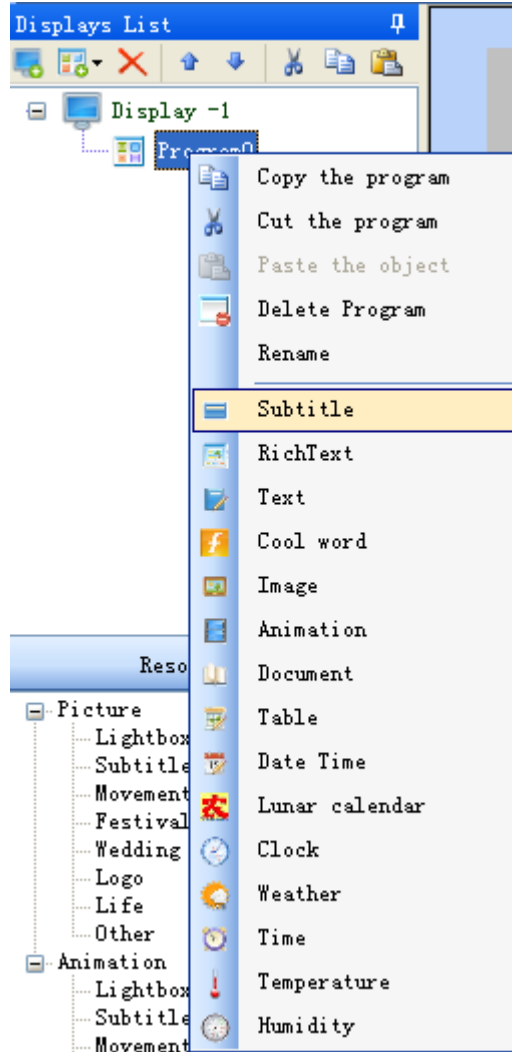 Displays List
Display -1
Copy the program
Cut the program
Paste the object
Delete Program
Rename
Subtitle
RichText
Text
Cool word
Image
Animation
Document
Table
Date Time
Lunar calendar
Clock
Weather
Time
Temperature
Humidity
Reso
Picture
Lightbox
Subtitle
Movement
Festival
Wedding
Logo
Life
Other
Animation
Lightbox
Subtitle
Movement